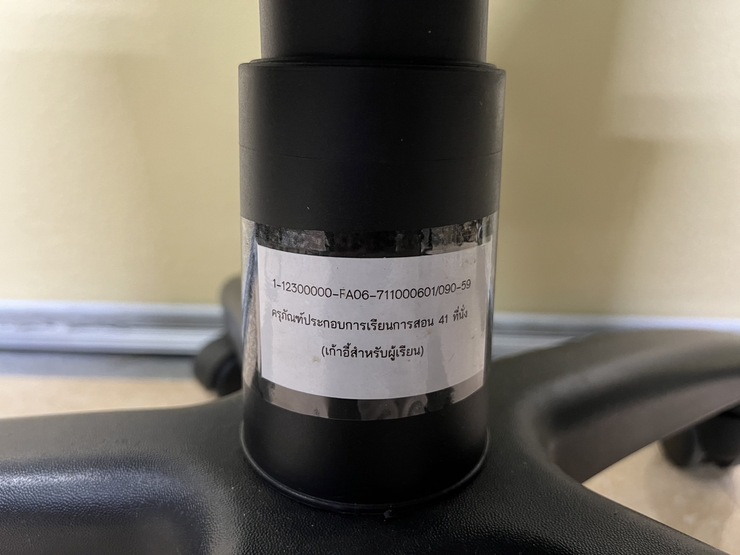 1-12300000-FA06-711000601/090-59
ครุภัณฑ์ประกอบการเรียนการสอน 41 ที่นั่ง
(เก้าอี้สำหรับผู้เรียน)